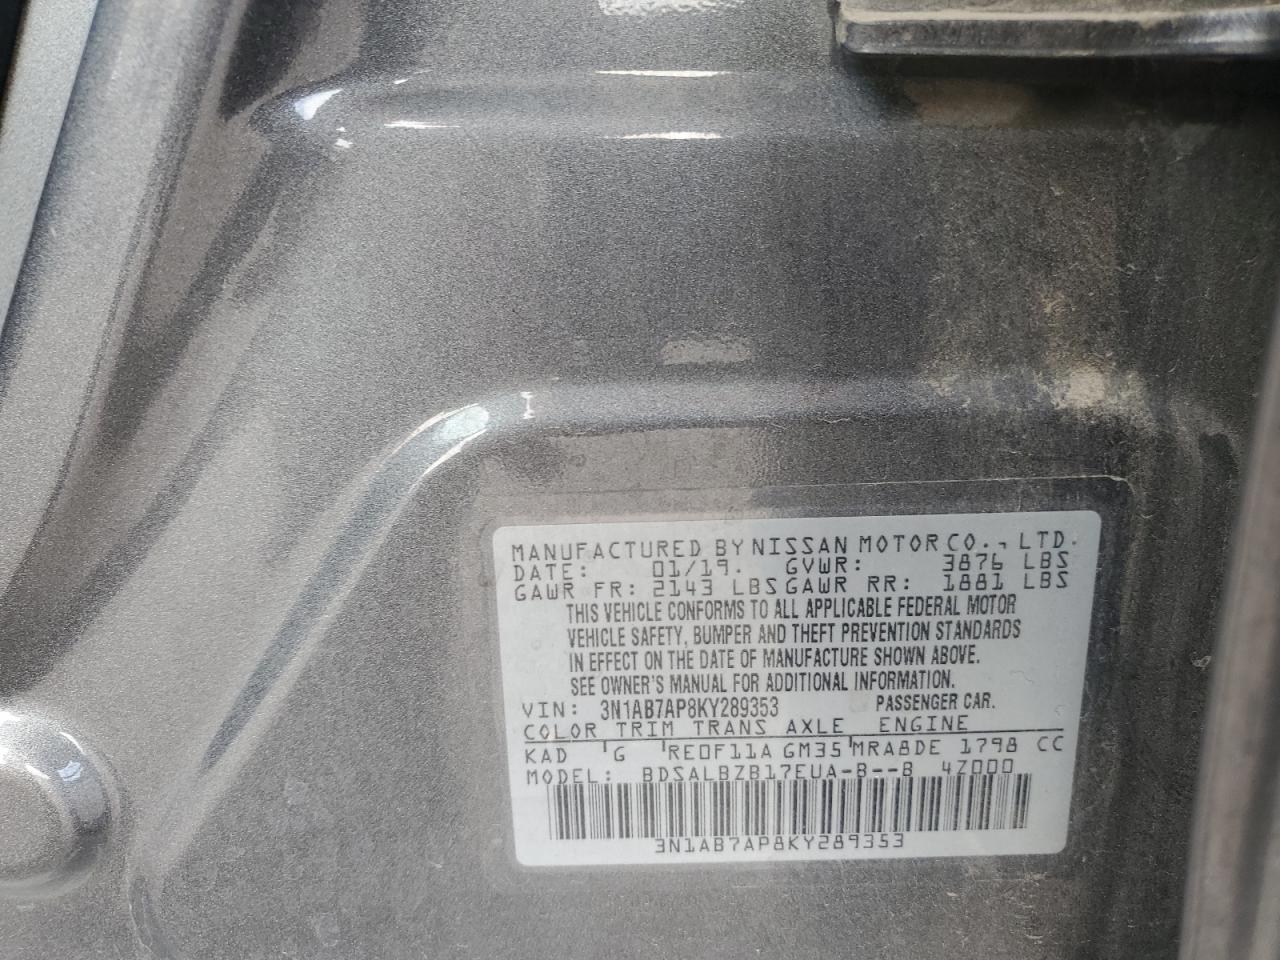 MANUFACTURED BY NISSAN MOTOR CO., LTD.
DATE: 01/19. GVWR: 3876 LBS
GAWR FR: 2143 LBS GAWR RR: 1881 LBS
THIS VEHICLE CONFORMS TO ALL APPLICABLE FEDERAL MOTOR
VEHICLE SAFETY, BUMPER AND THEFT PREVENTION STANDARDS
IN EFFECT ON THE DATE OF MANUFACTURE SHOWN ABOVE.
SEE OWNER'S MANUAL FOR ADDITIONAL INFORMATION.
VIN: 3N1AB7AP8KY289353 PASSENGER CAR.
COLOR TRIM TRANS AXLE ENGINE
KAD G RE0F11A GM35 MRA8DE 1798 CC
MODEL: BDSALBZB17EUA-B--B 4Z000
3N1AB7AP8KY289353